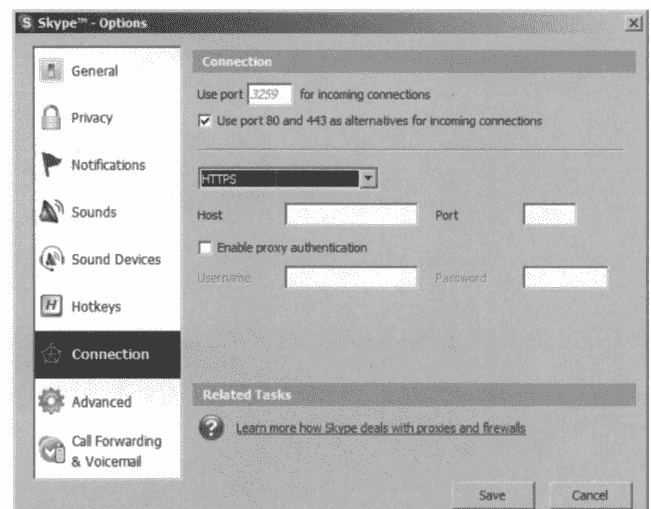 S Skype™ - Options
General
Privacy
Notifications
Sounds
Sound Devices
H Hotkeys
Connection
Advanced
Call Forwarding
& Voicemail
Connection
Use port 3259 for incoming connections
Use port 80 and 443 as alternatives for incoming connections
HTTPS
Host Port
Enable proxy authentication
Username Password
Related Tasks
? Learn more how Skype deals with proxies and firewalls
Save Cancel